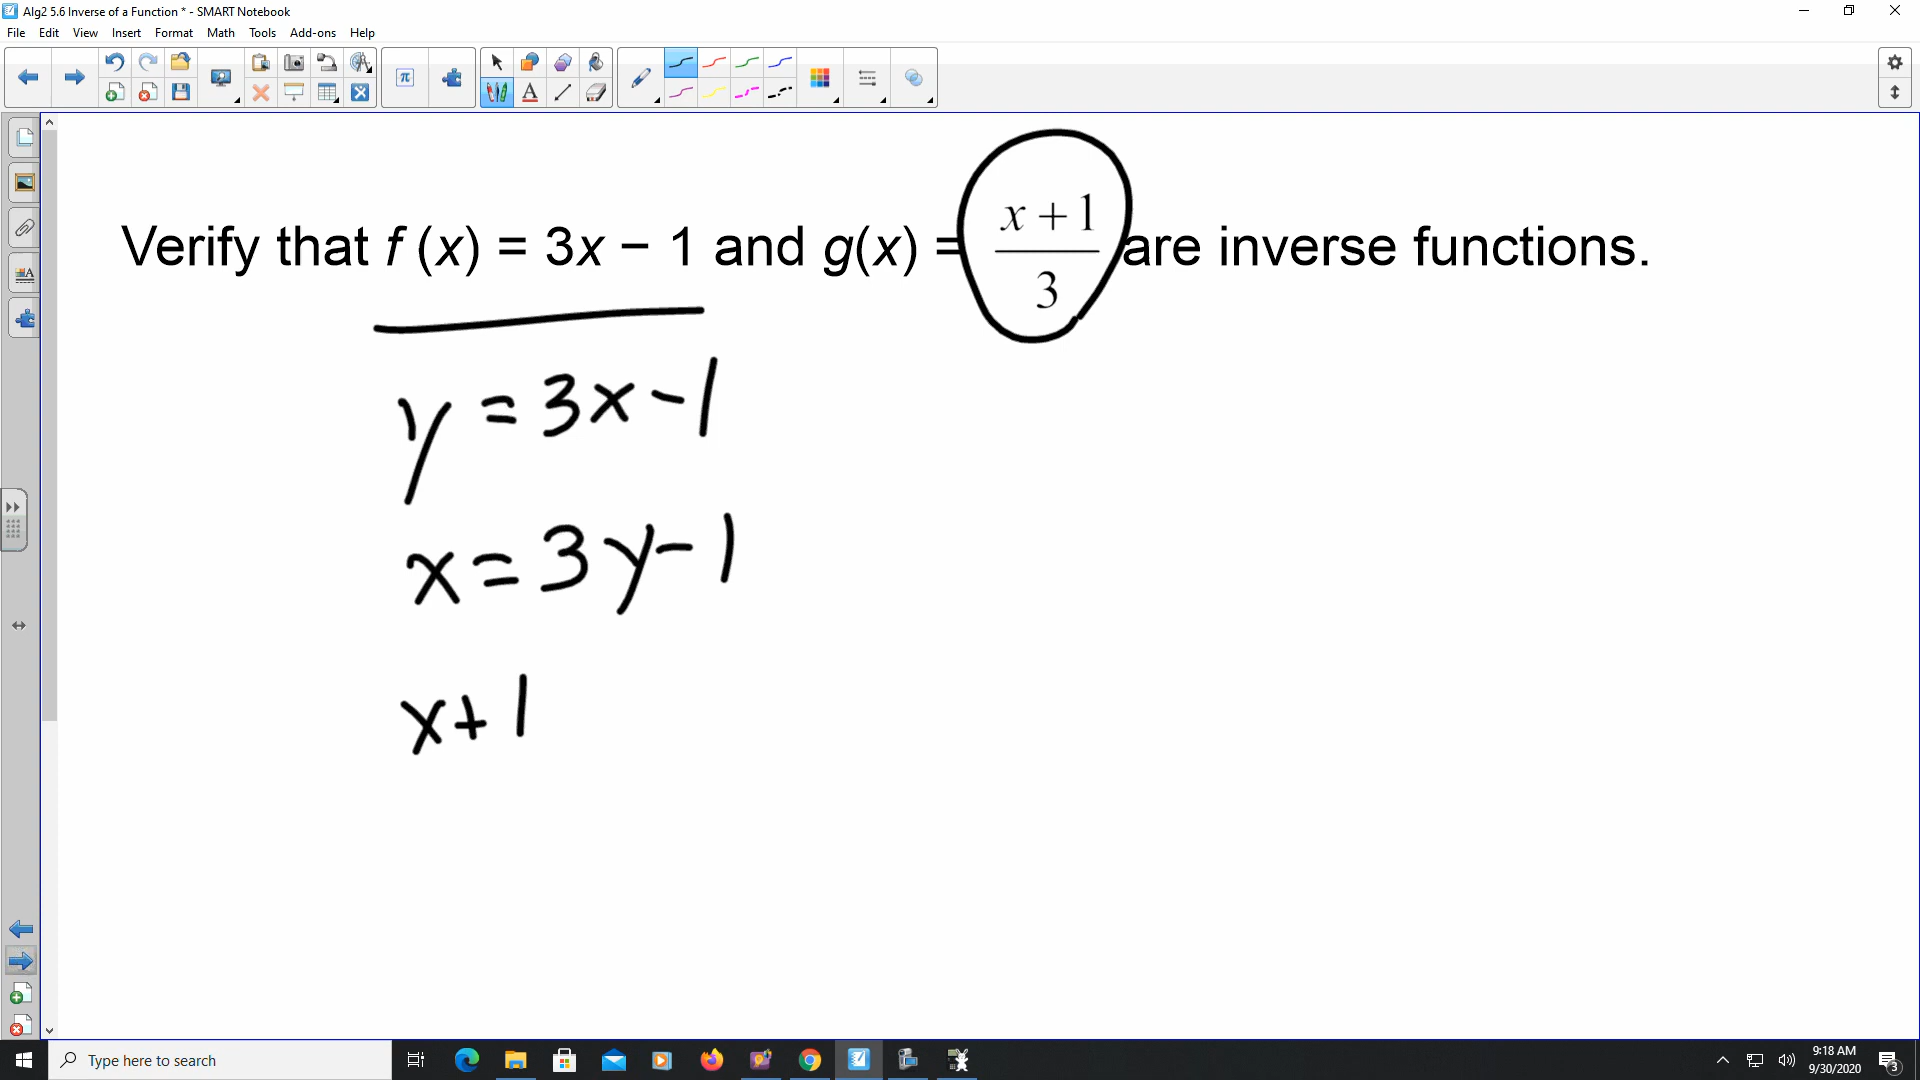 Alg2 5.6 Inverse of a Function * - SMART Notebook
File Edit View Insert Format Math Tools Add-ons Help
Verify that f (x) = 3x − 1 and g(x) = x + 1 / 3 are inverse functions.
y = 3x - 1
x = 3y - 1
x + 1
Type here to search
9:18 AM
9/30/2020
3